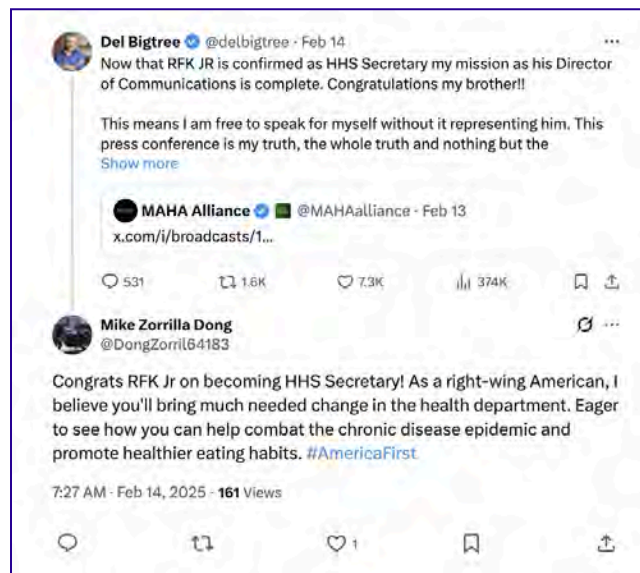 Del Bigtree @delbigtree · Feb 14
Now that RFK JR is confirmed as HHS Secretary my mission as his Director
of Communications is complete. Congratulations my brother!!
This means I am free to speak for myself without it representing him. This
press conference is my truth, the whole truth and nothing but the
Show more
MAHA Alliance @MAHAalliance · Feb 13
x.com/i/broadcasts/1...
531 1.6K 7.3K 374K
Mike Zorrilla Dong
@DongZorril64183
Congrats RFK Jr on becoming HHS Secretary! As a right-wing American, I
believe you'll bring much needed change in the health department. Eager
to see how you can help combat the chronic disease epidemic and
promote healthier eating habits. #AmericaFirst
7:27 AM · Feb 14, 2025 · 161 Views
1